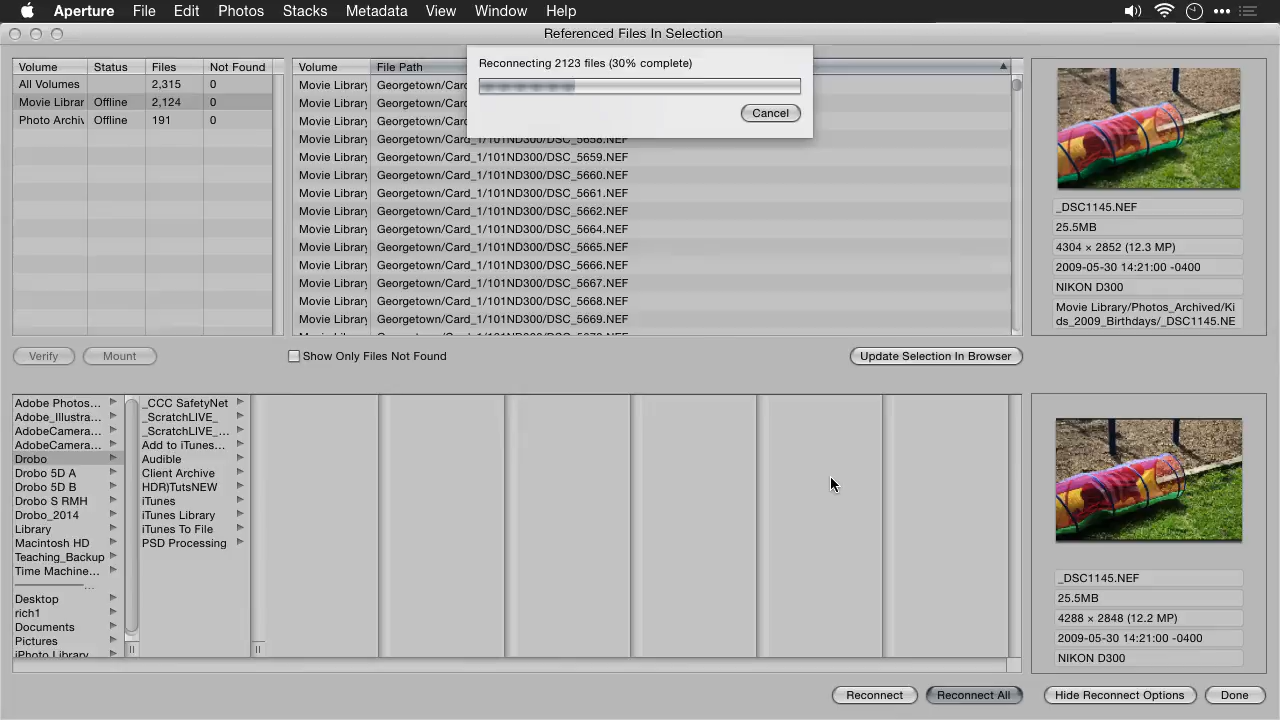 Aperture File Edit Photos Stacks Metadata View Window Help
Referenced Files In Selection
Reconnecting 2123 files (30% complete)
Cancel
Volume Status Files Not Found
All Volumes 2,315 0
Movie Librar Offline 2,124 0
Photo Archiv Offline 191 0
Volume File Path
Movie Library Georgetown/Card_
Movie Library Georgetown/Card_
Movie Library Georgetown/Card_
Movie Library Georgetown/Card_1/101ND300/DSC_5658.NEF
Movie Library Georgetown/Card_1/101ND300/DSC_5659.NEF
Movie Library Georgetown/Card_1/101ND300/DSC_5660.NEF
Movie Library Georgetown/Card_1/101ND300/DSC_5661.NEF
Movie Library Georgetown/Card_1/101ND300/DSC_5662.NEF
Movie Library Georgetown/Card_1/101ND300/DSC_5664.NEF
Movie Library Georgetown/Card_1/101ND300/DSC_5665.NEF
Movie Library Georgetown/Card_1/101ND300/DSC_5666.NEF
Movie Library Georgetown/Card_1/101ND300/DSC_5667.NEF
Movie Library Georgetown/Card_1/101ND300/DSC_5668.NEF
Movie Library Georgetown/Card_1/101ND300/DSC_5669.NEF
_DSC1145.NEF
25.5MB
4304 × 2852 (12.3 MP)
2009-05-30 14:21:00 -0400
NIKON D300
Movie Library/Photos_Archived/Ki
ds_2009_Birthdays/_DSC1145.NE
Verify Mount
Show Only Files Not Found
Update Selection In Browser
Adobe Photos...
Adobe_Illustra...
AdobeCamera...
AdobeCamera...
Drobo
Drobo 5D A
Drobo 5D B
Drobo S RMH
Drobo_2014
Library
Macintosh HD
Teaching_Backup
Time Machine...
Desktop
rich1
Documents
Pictures
iPhoto Library
_CCC SafetyNet
_ScratchLIVE_
_ScratchLIVE_...
Add to iTunes...
Audible
Client Archive
HDR)TutsNEW
iTunes
iTunes Library
iTunes To File
PSD Processing
_DSC1145.NEF
25.5MB
4288 × 2848 (12.2 MP)
2009-05-30 14:21:00 -0400
NIKON D300
Reconnect Reconnect All Hide Reconnect Options Done